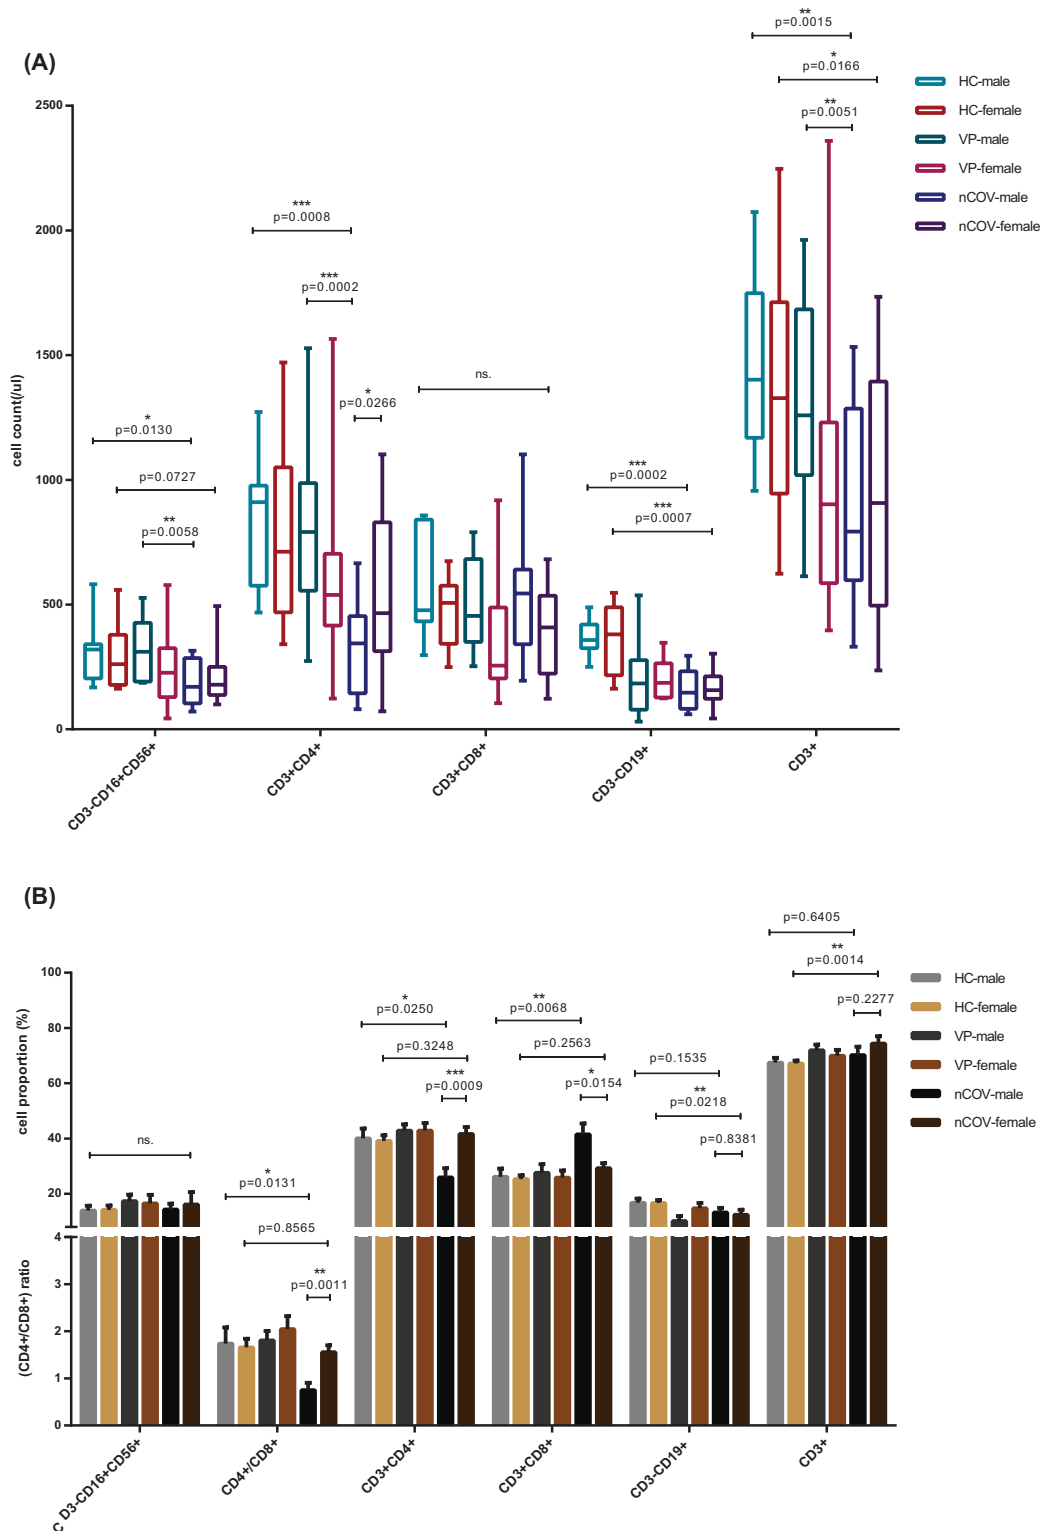 (A)
**
p=0.0015
*
p=0.0166
**
p=0.0051
HC-male
HC-female
VP-male
VP-female
nCOV-male
nCOV-female
2500
2000
1500
1000
500
0
cell count(/ul)
***
p=0.0008
***
p=0.0002
*
p=0.0266
ns.
*
p=0.0130
p=0.0727
**
p=0.0058
***
p=0.0002
***
p=0.0007
CD3-CD16+CD56+
CD3+CD4+
CD3+CD8+
CD3-CD19+
CD3+
(B)
p=0.6405
**
p=0.0014
p=0.2277
HC-male
HC-female
VP-male
VP-female
nCOV-male
nCOV-female
100
80
60
40
20
cell proportion (%)
4
3
2
1
0
(CD4+/CD8+) ratio
ns.
*
p=0.0131
p=0.8565
**
p=0.0011
*
p=0.0250
p=0.3248
***
p=0.0009
**
p=0.0068
p=0.2563
*
p=0.0154
p=0.1535
**
p=0.0218
p=0.8381
C D3-CD16+CD56+
CD4+/CD8+
CD3+CD4+
CD3+CD8+
CD3-CD19+
CD3+